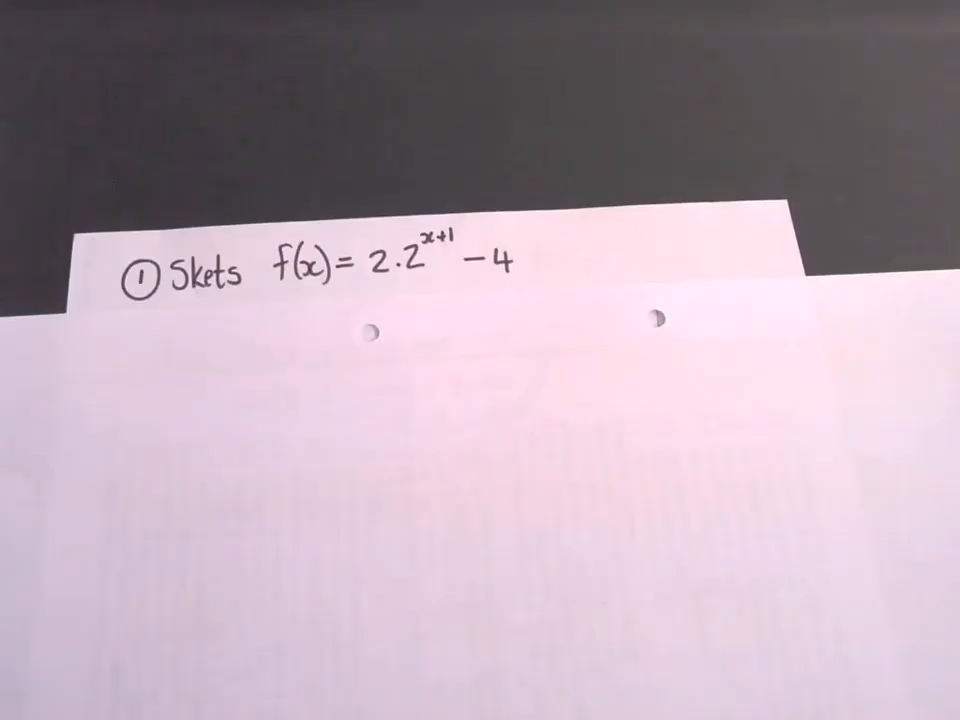 ① Skets f(x) = 2.2^{x+1} - 4